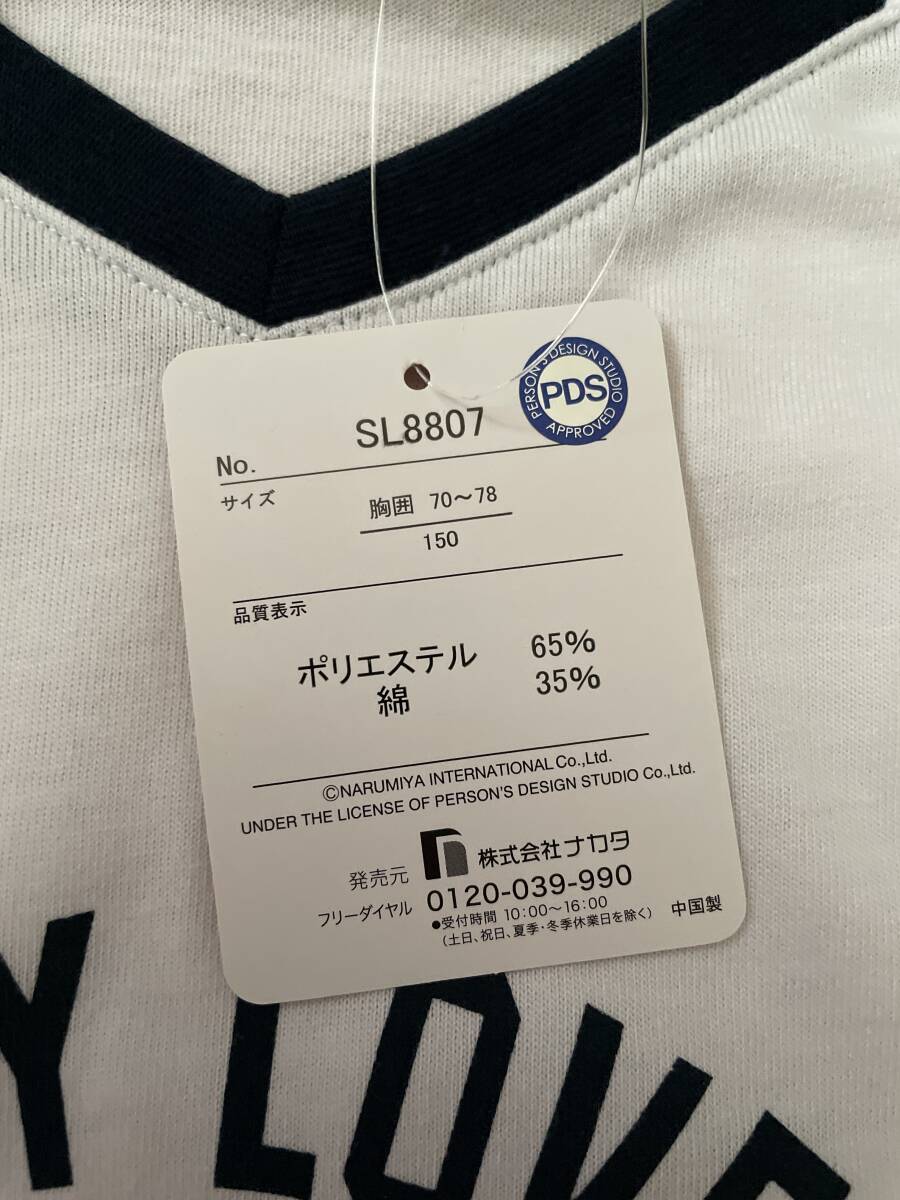 PERSON'S DESIGN STUDIO
PDS
APPROVED
No. SL8807
サイズ 胸囲 70～78
150
品質表示
ポリエステル 65%
綿 35%
©NARUMIYA INTERNATIONAL Co.,Ltd.
UNDER THE LICENSE OF PERSON'S DESIGN STUDIO Co.,Ltd.
発売元 株式会社ナカタ
フリーダイヤル 0120-039-990
●受付時間 10:00～16:00
(土日、祝日、夏季・冬季休業日を除く)
中国製
Y LOVE